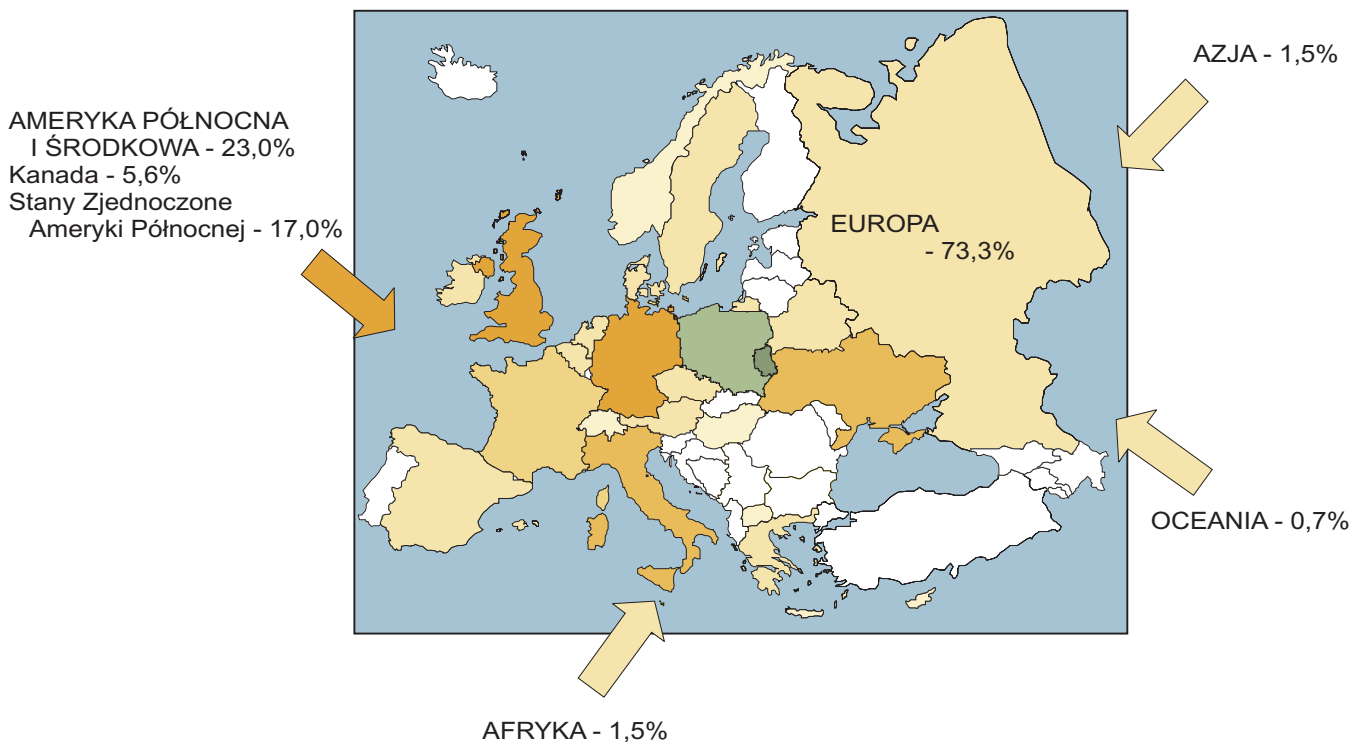 AMERYKA PÓŁNOCNA
I ŚRODKOWA - 23,0%
Kanada - 5,6%
Stany Zjednoczone
Ameryki Północnej - 17,0%
AZJA - 1,5%
EUROPA
- 73,3%
OCEANIA - 0,7%
AFRYKA - 1,5%